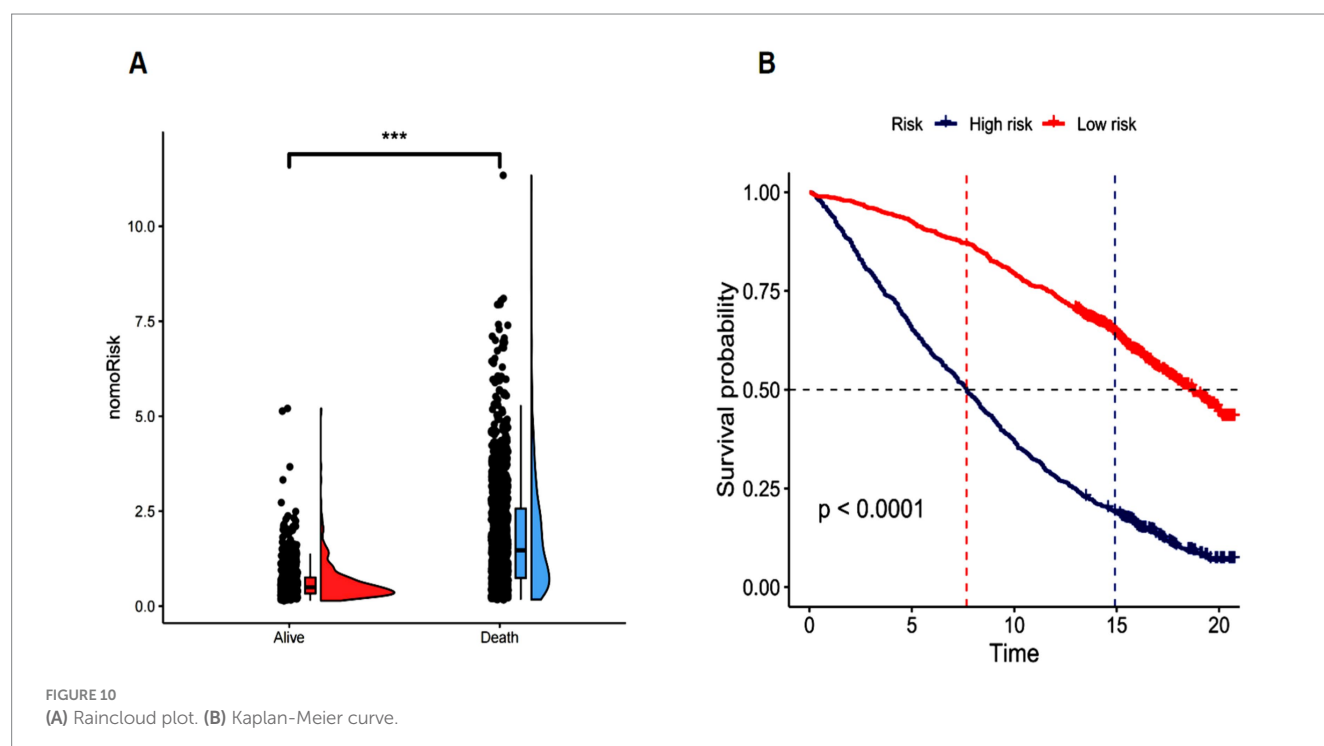 A
***
10.0
7.5
5.0
2.5
0.0
nomoRisk
Alive
Death
B
Risk High risk Low risk
1.00
0.75
0.50
0.25
0.00
Survival probability
p < 0.0001
0 5 10 15 20
Time
FIGURE 10
(A) Raincloud plot. (B) Kaplan-Meier curve.